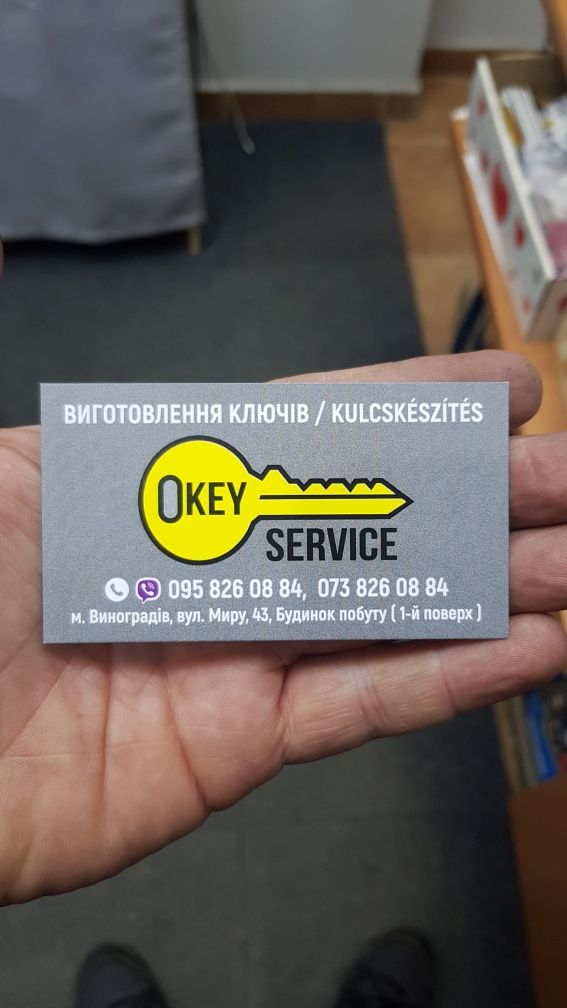 ВИГОТОВЛЕННЯ КЛЮЧІВ / KULCSKÉSZÍTÉS
OKEY
SERVICE
095 826 08 84, 073 826 08 84
м. Виноградів, вул. Миру, 43, Будинок побуту ( 1-й поверх )